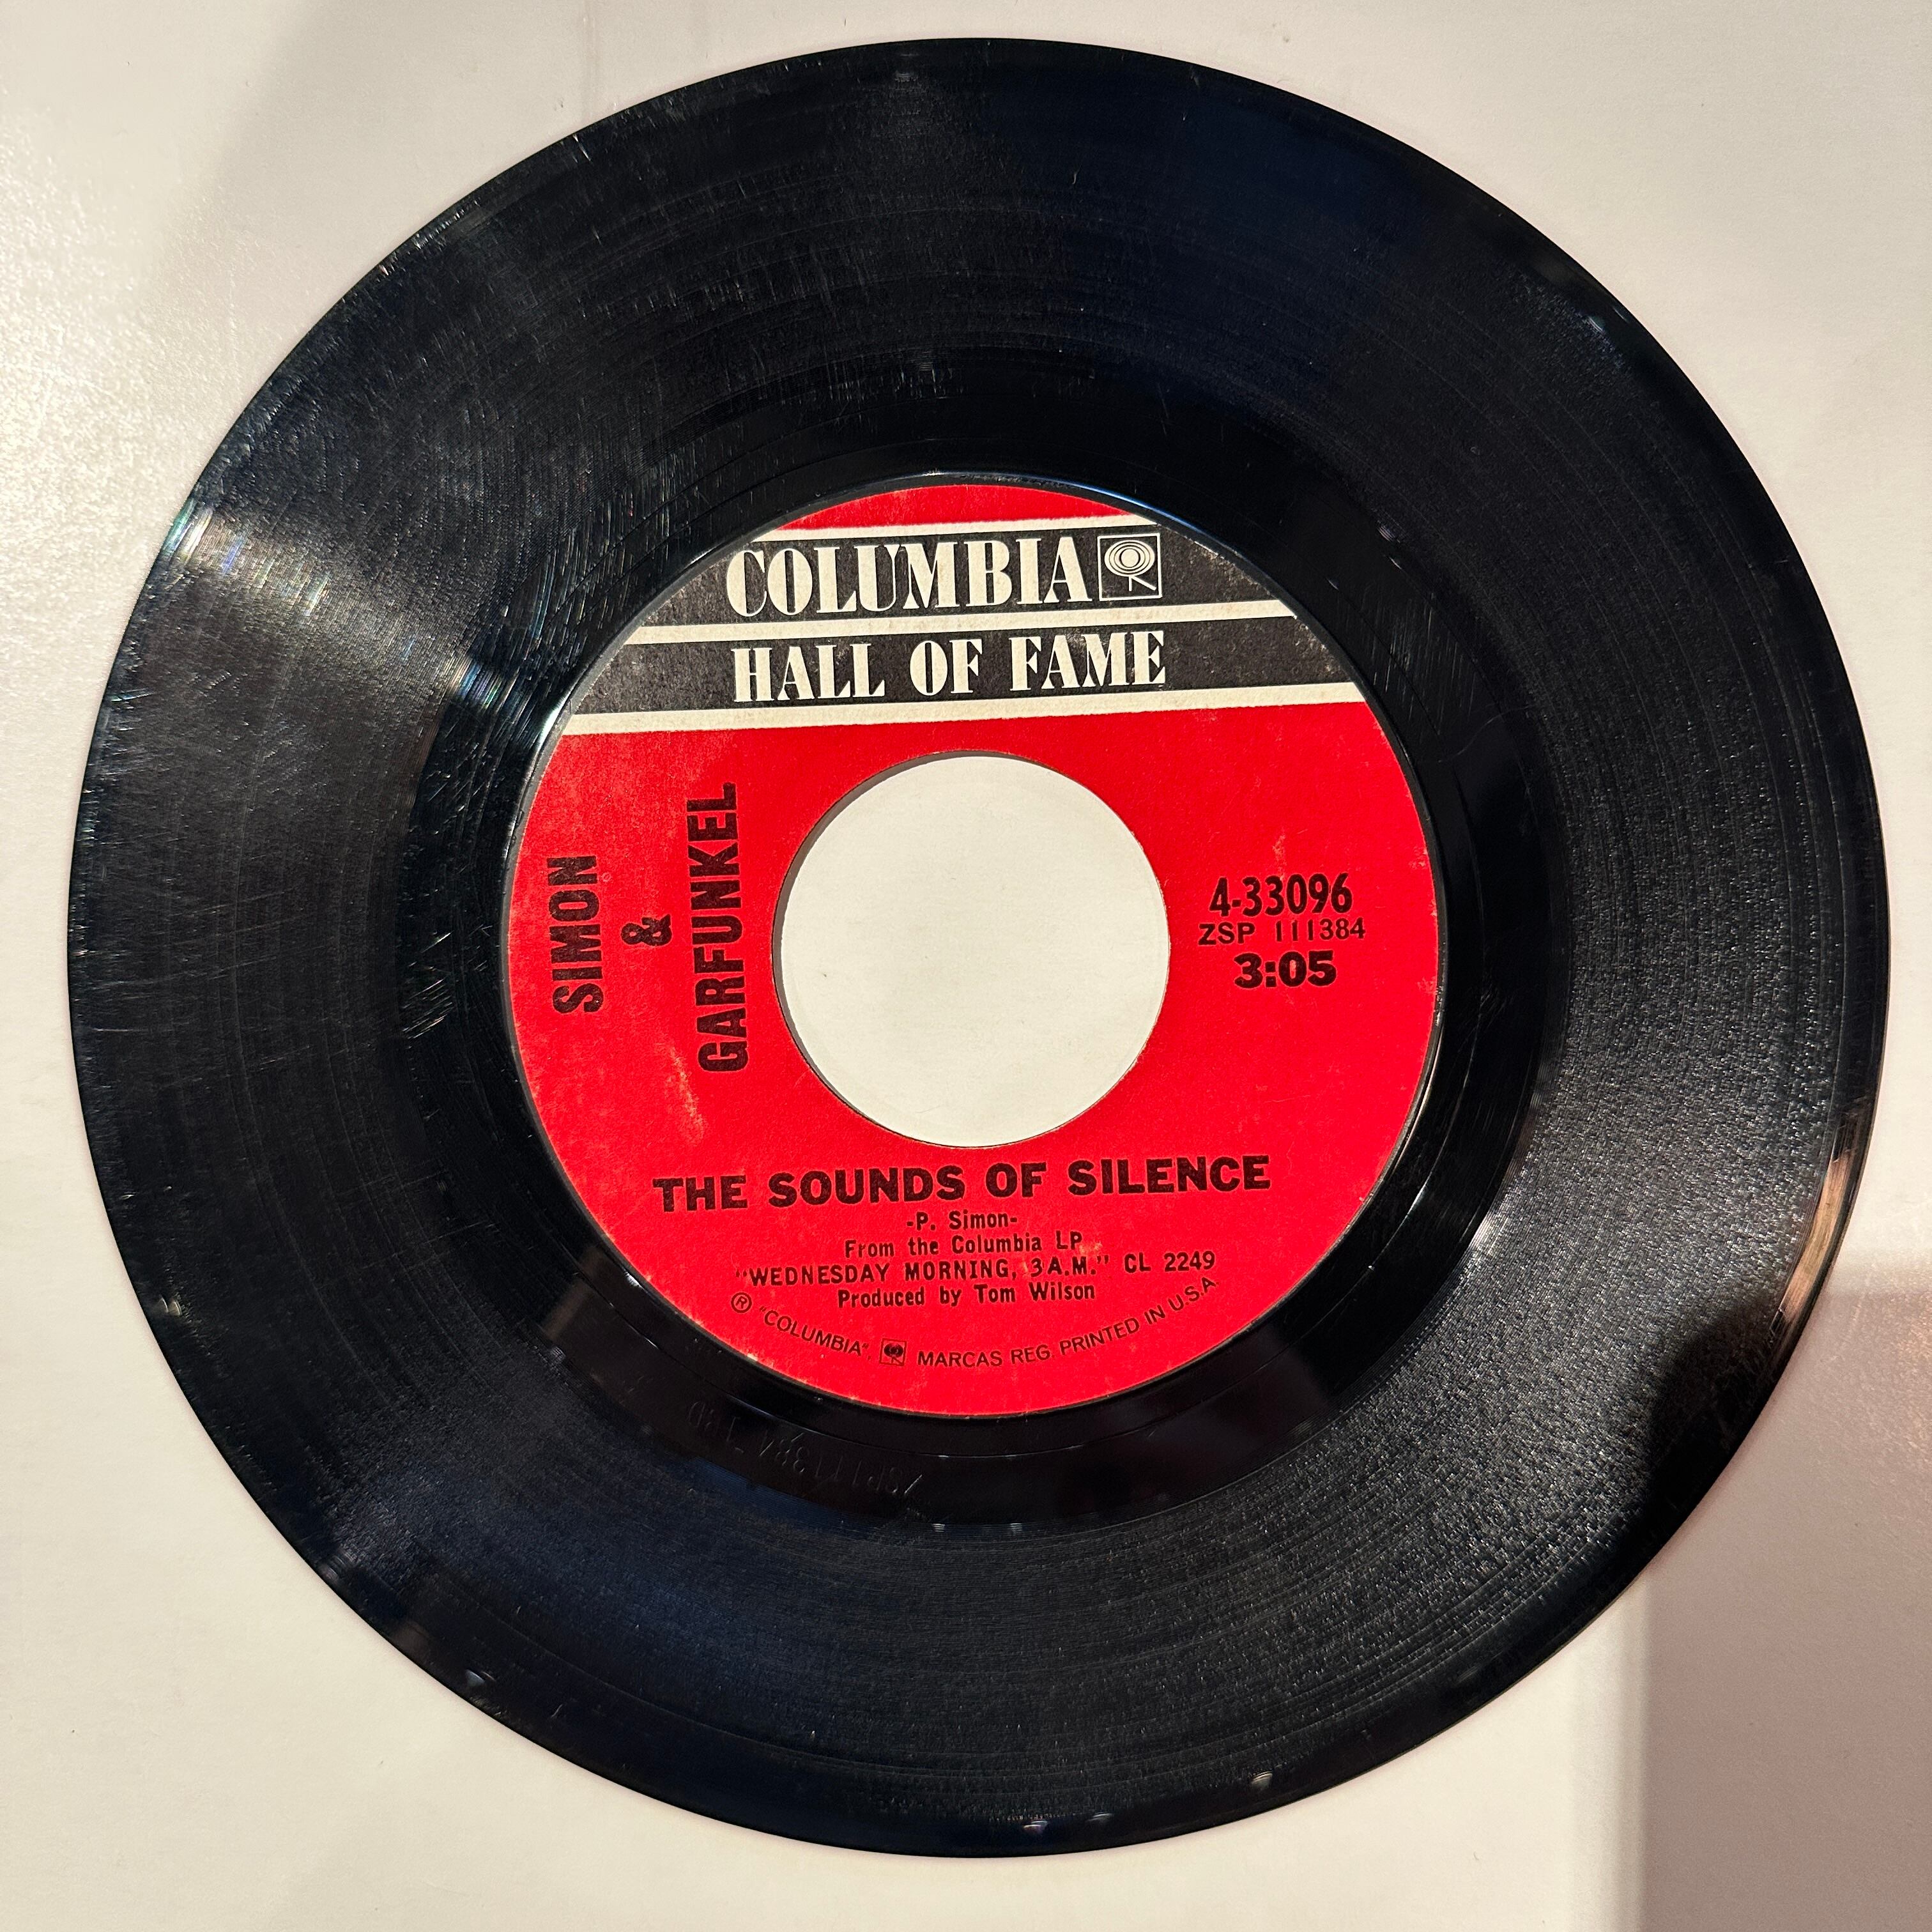 COLUMBIA
HALL OF FAME
SIMON
&
GARFUNKEL
4-33096
ZSP 111384
3:05
THE SOUNDS OF SILENCE
-P. Simon-
From the Columbia LP
"WEDNESDAY MORNING, 3 A.M." CL 2249
Produced by Tom Wilson
® "COLUMBIA", MARCAS REG. PRINTED IN U.S.A.